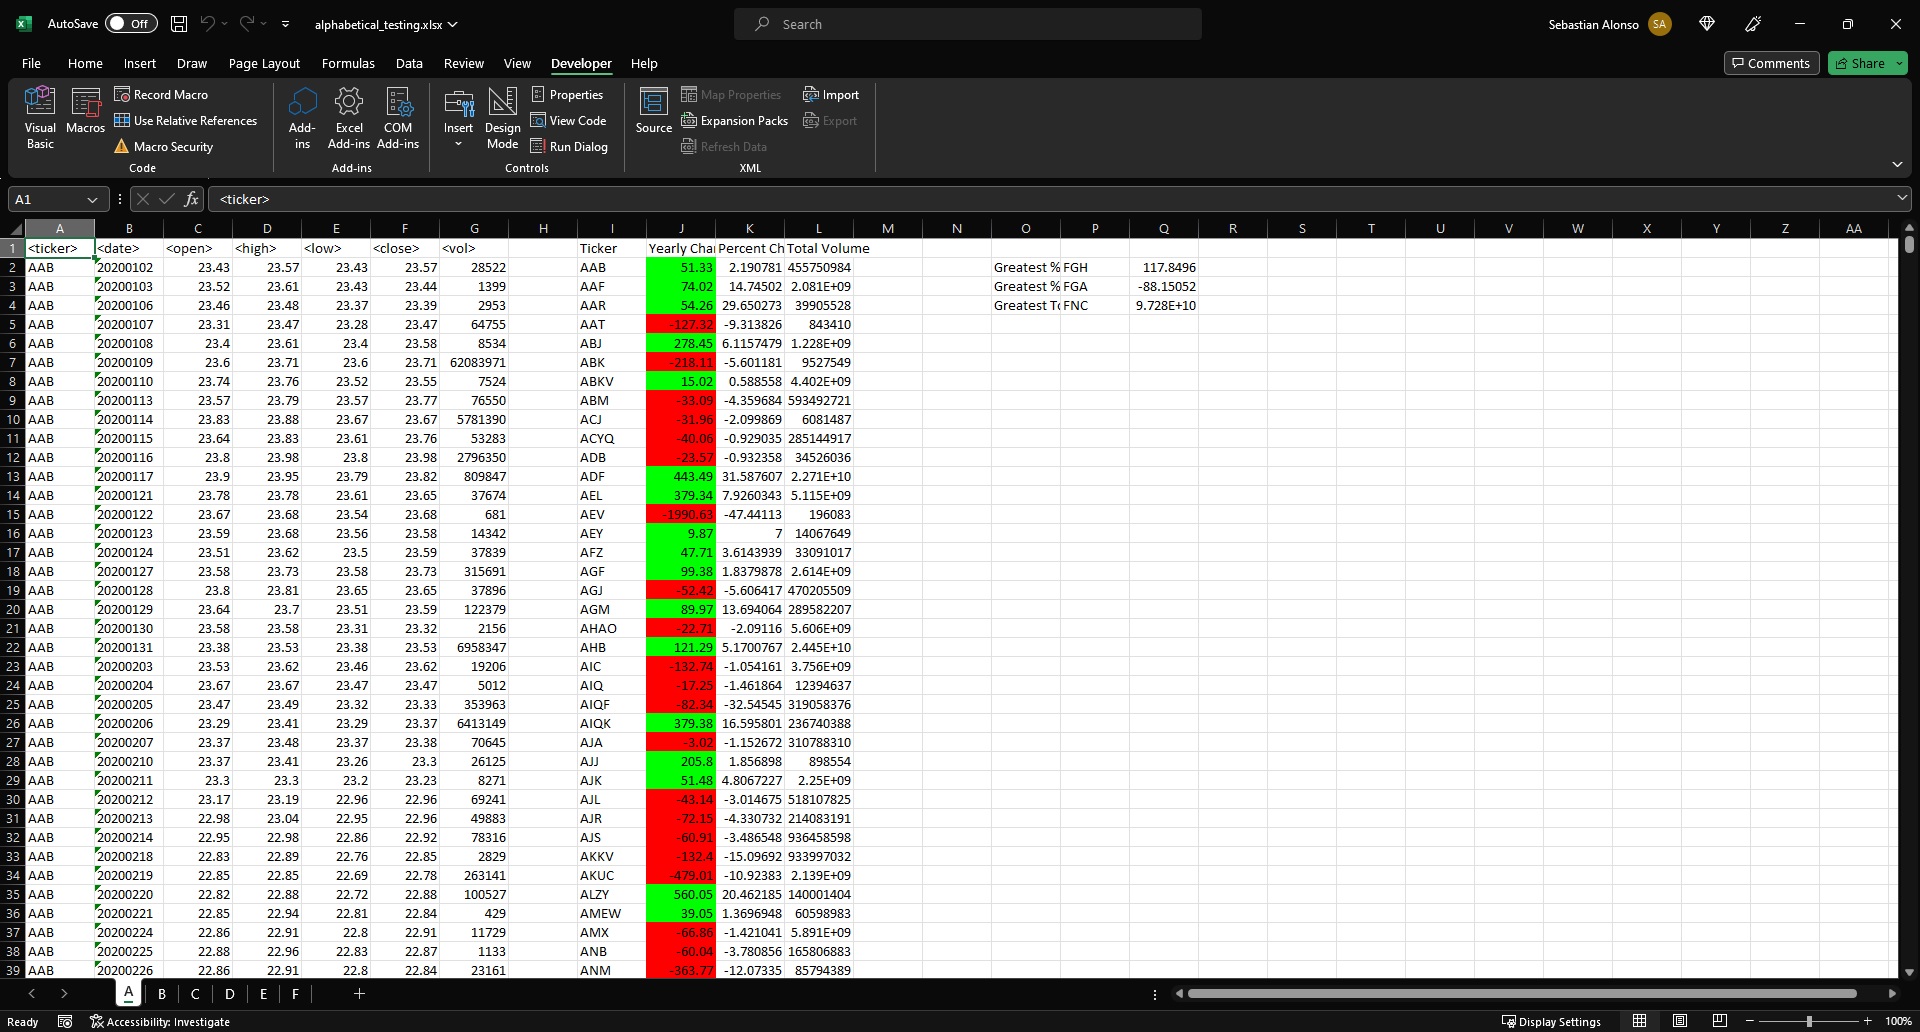 AutoSave Off alphabetical_testing.xlsx Search Sebastian Alonso SA
File Home Insert Draw Page Layout Formulas Data Review View Developer Help Comments Share
Visual Basic Macros Record Macro Use Relative References Macro Security Code
Add-ins Excel Add-ins COM Add-ins Add-ins
Insert Design Mode Properties View Code Run Dialog Controls
Source Map Properties Expansion Packs Refresh Data Import Export XML
A1 fx <ticker>
A B C D E F G H I J K L M N O P Q R S T U V W X Y Z AA
1 <ticker> <date> <open> <high> <low> <close> <vol> Ticker Yearly Chan Percent Ch Total Volume
2 AAB 20200102 23.43 23.57 23.43 23.57 28522 AAB 51.33 2.190781 455750984 Greatest % FGH 117.8496
3 AAB 20200103 23.52 23.61 23.43 23.44 1399 AAF 74.02 14.74502 2.081E+09 Greatest % FGA -88.15052
4 AAB 20200106 23.46 23.48 23.37 23.39 2953 AAR 54.26 29.650273 39905528 Greatest To FNC 9.728E+10
5 AAB 20200107 23.31 23.47 23.28 23.47 64755 AAT -127.32 -9.313826 843410
6 AAB 20200108 23.4 23.61 23.4 23.58 8534 ABJ 278.45 6.1157479 1.228E+09
7 AAB 20200109 23.6 23.71 23.6 23.71 62083971 ABK -218.11 -5.601181 9527549
8 AAB 20200110 23.74 23.76 23.52 23.55 7524 ABKV 15.02 0.588558 4.402E+09
9 AAB 20200113 23.57 23.79 23.57 23.77 76550 ABM -33.09 -4.359684 593492721
10 AAB 20200114 23.83 23.88 23.67 23.67 5781390 ACJ -31.96 -2.099869 6081487
11 AAB 20200115 23.64 23.83 23.61 23.76 53283 ACYQ -40.06 -0.929035 285144917
12 AAB 20200116 23.8 23.98 23.8 23.98 2796350 ADB -23.57 -0.932358 34526036
13 AAB 20200117 23.9 23.95 23.79 23.82 809847 ADF 443.49 31.587607 2.271E+10
14 AAB 20200121 23.78 23.78 23.61 23.65 37674 AEL 379.34 7.9260343 5.115E+09
15 AAB 20200122 23.67 23.68 23.54 23.68 681 AEV -1990.63 -47.44113 196083
16 AAB 20200123 23.59 23.68 23.56 23.58 14342 AEY 9.87 7 14067649
17 AAB 20200124 23.51 23.62 23.5 23.59 37839 AFZ 47.71 3.6143939 33091017
18 AAB 20200127 23.58 23.73 23.58 23.73 315691 AGF 99.38 1.8379878 2.614E+09
19 AAB 20200128 23.8 23.81 23.65 23.65 37896 AGJ -52.42 -5.606417 470205509
20 AAB 20200129 23.64 23.7 23.51 23.59 122379 AGM 89.97 13.694064 289582207
21 AAB 20200130 23.58 23.58 23.31 23.32 2156 AHAO -22.71 -2.09116 5.606E+09
22 AAB 20200131 23.38 23.53 23.38 23.53 6958347 AHB 121.29 5.1700767 2.445E+10
23 AAB 20200203 23.53 23.62 23.46 23.62 19206 AIC -132.74 -1.054161 3.756E+09
24 AAB 20200204 23.67 23.67 23.47 23.47 5012 AIQ -17.25 -1.461864 12394637
25 AAB 20200205 23.47 23.49 23.32 23.33 353963 AIQF -82.34 -32.54545 319058376
26 AAB 20200206 23.29 23.41 23.29 23.37 6413149 AIQK 379.38 16.595801 236740388
27 AAB 20200207 23.37 23.48 23.37 23.38 70645 AJA -3.02 -1.152672 310788310
28 AAB 20200210 23.37 23.41 23.26 23.3 26125 AJJ 205.8 1.856898 898554
29 AAB 20200211 23.3 23.3 23.2 23.23 8271 AJK 51.48 4.8067227 2.25E+09
30 AAB 20200212 23.17 23.19 22.96 22.96 69241 AJL -43.14 -3.014675 518107825
31 AAB 20200213 22.98 23.04 22.95 22.96 49883 AJR -72.15 -4.330732 214083191
32 AAB 20200214 22.95 22.98 22.86 22.92 78316 AJS -60.91 -3.486548 936458598
33 AAB 20200218 22.83 22.89 22.76 22.85 2829 AKKV -132.4 -15.09692 933997032
34 AAB 20200219 22.85 22.85 22.69 22.78 263141 AKUC -479.01 -10.92383 2.139E+09
35 AAB 20200220 22.82 22.88 22.72 22.88 100527 ALZY 560.05 20.462185 140001404
36 AAB 20200221 22.85 22.94 22.81 22.84 429 AMEW 39.05 1.3696948 60598983
37 AAB 20200224 22.86 22.91 22.8 22.91 11729 AMX -66.86 -1.421041 5.891E+09
38 AAB 20200225 22.88 22.96 22.83 22.87 1133 ANB -60.04 -3.780856 165806883
39 AAB 20200226 22.86 22.91 22.8 22.84 23161 ANM -363.77 -12.07335 85794389
A B C D E F
Ready Accessibility: Investigate Display Settings 100%